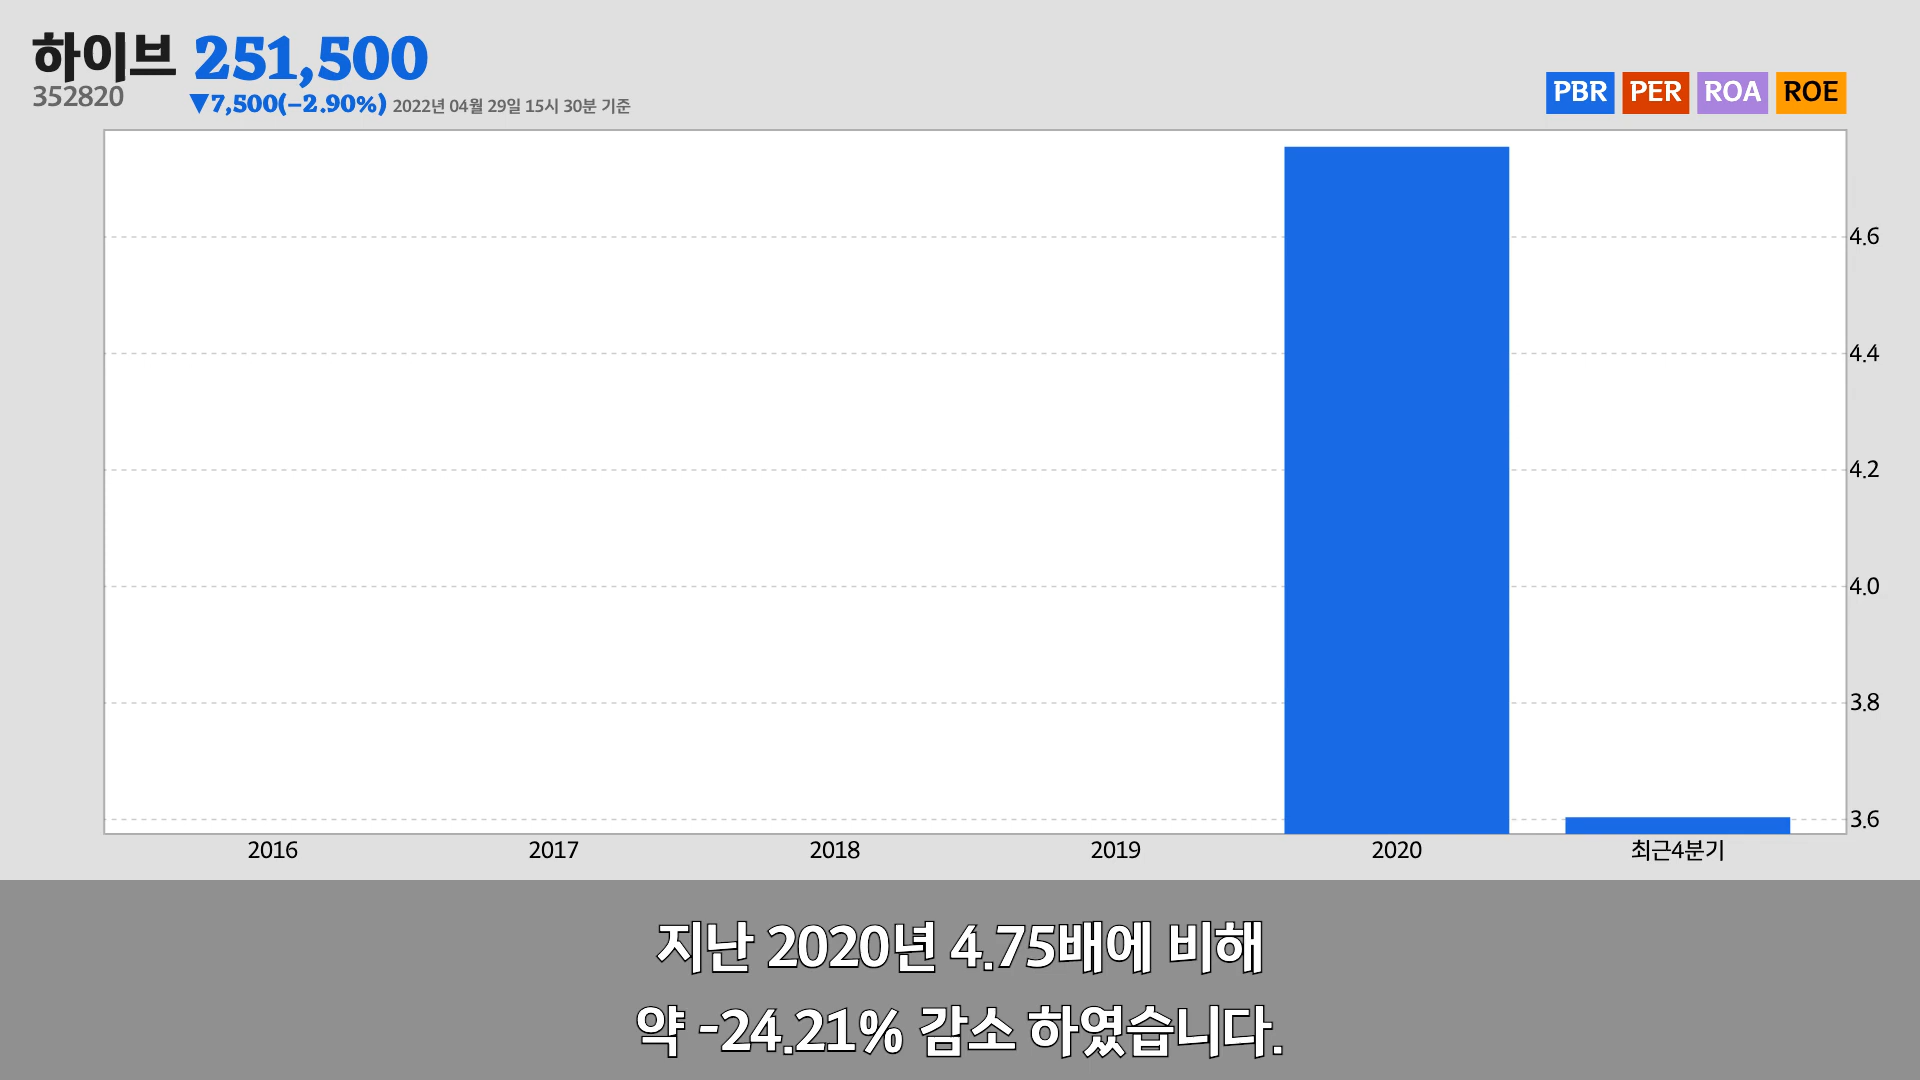 하이브 251,500
352820 ▼7,500(-2.90%) 2022년 04월 29일 15시 30분 기준
PBR PER ROA ROE
4.6
4.4
4.2
4.0
3.8
3.6
2016 2017 2018 2019 2020 최근4분기
지난 2020년 4.75배에 비해
약 -24.21% 감소 하였습니다.